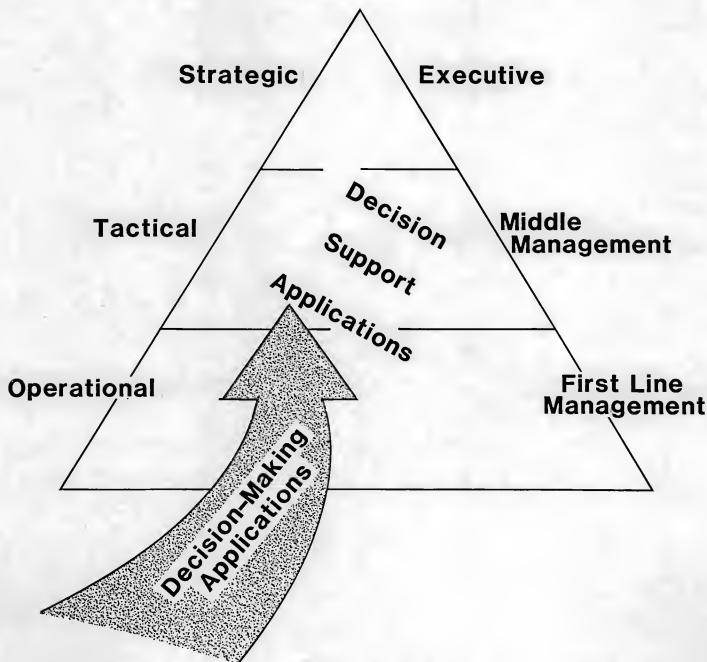 Strategic
Executive
Decision
Support
Applications
Tactical
Middle
Management
Operational
First Line
Management
Decision-Making
Applications